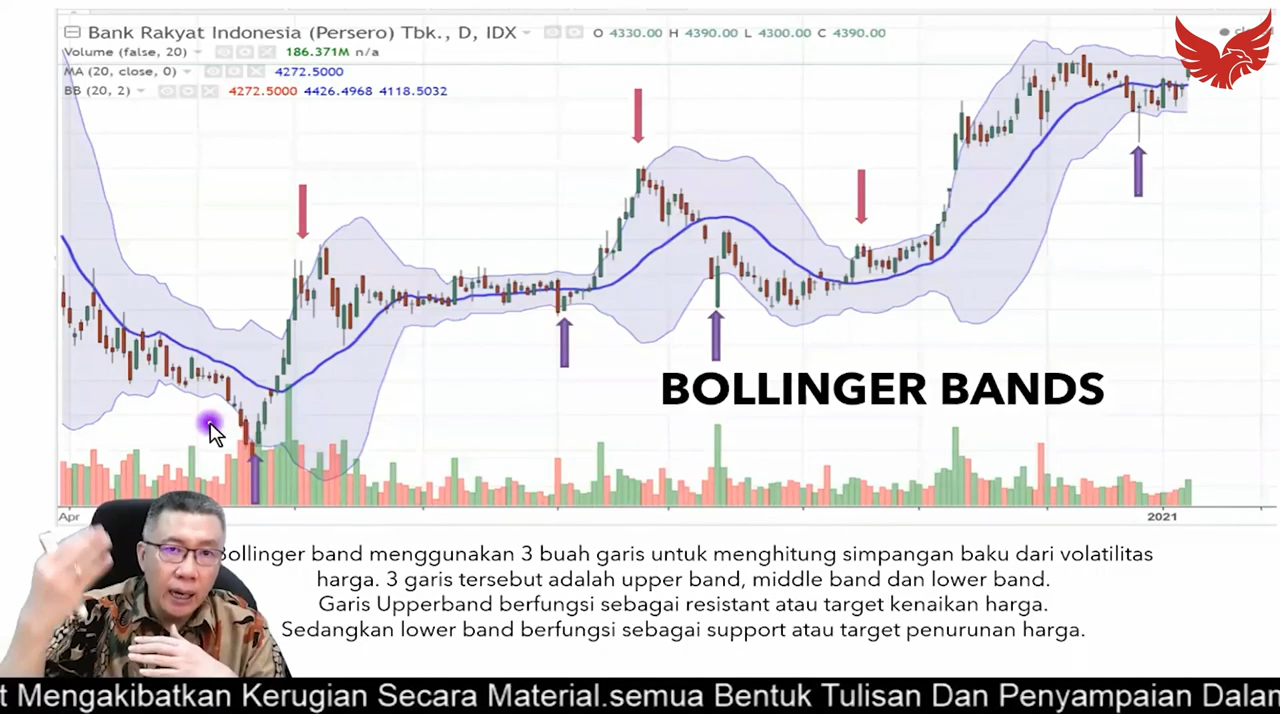 Bank Rakyat Indonesia (Persero) Tbk., D, IDX O 4330.00 H 4390.00 L 4300.00 C 4390.00
Volume (false, 20) 186.371M n/a
MA (20, close, 0) 4272.5000
BB (20, 2) 4272.5000 4426.4968 4118.5032
BOLLINGER BANDS
Apr 2021
Bollinger band menggunakan 3 buah garis untuk menghitung simpangan baku dari volatilitas
harga. 3 garis tersebut adalah upper band, middle band dan lower band.
Garis Upperband berfungsi sebagai resistant atau target kenaikan harga.
Sedangkan lower band berfungsi sebagai support atau target penurunan harga.
t Mengakibatkan Kerugian Secara Material.semua Bentuk Tulisan Dan Penyampaian Dalan